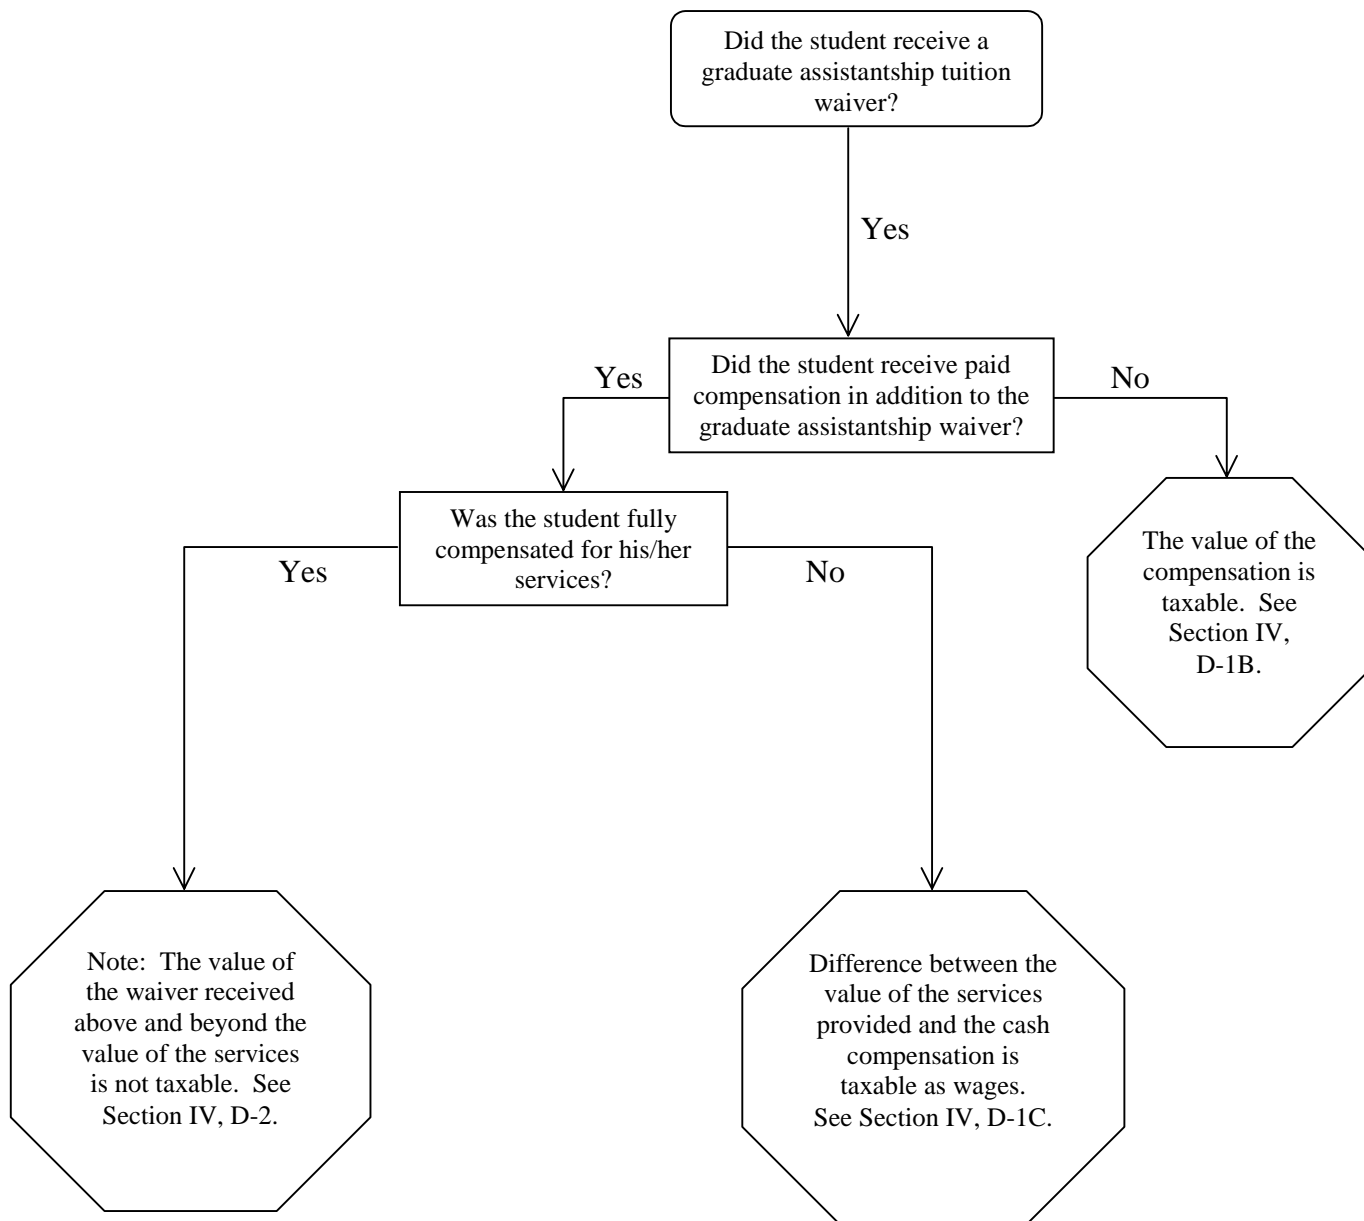 Did the student receive a
graduate assistantship tuition
waiver?
Yes
Did the student receive paid
compensation in addition to the
graduate assistantship waiver?
Yes
No
Was the student fully
compensated for his/her
services?
Yes
No
The value of the
compensation is
taxable.  See
Section IV,
D-1B.
Note:  The value of
the waiver received
above and beyond the
value of the services
is not taxable.  See
Section IV, D-2.
Difference between the
value of the services
provided and the cash
compensation is
taxable as wages.
See Section IV, D-1C.